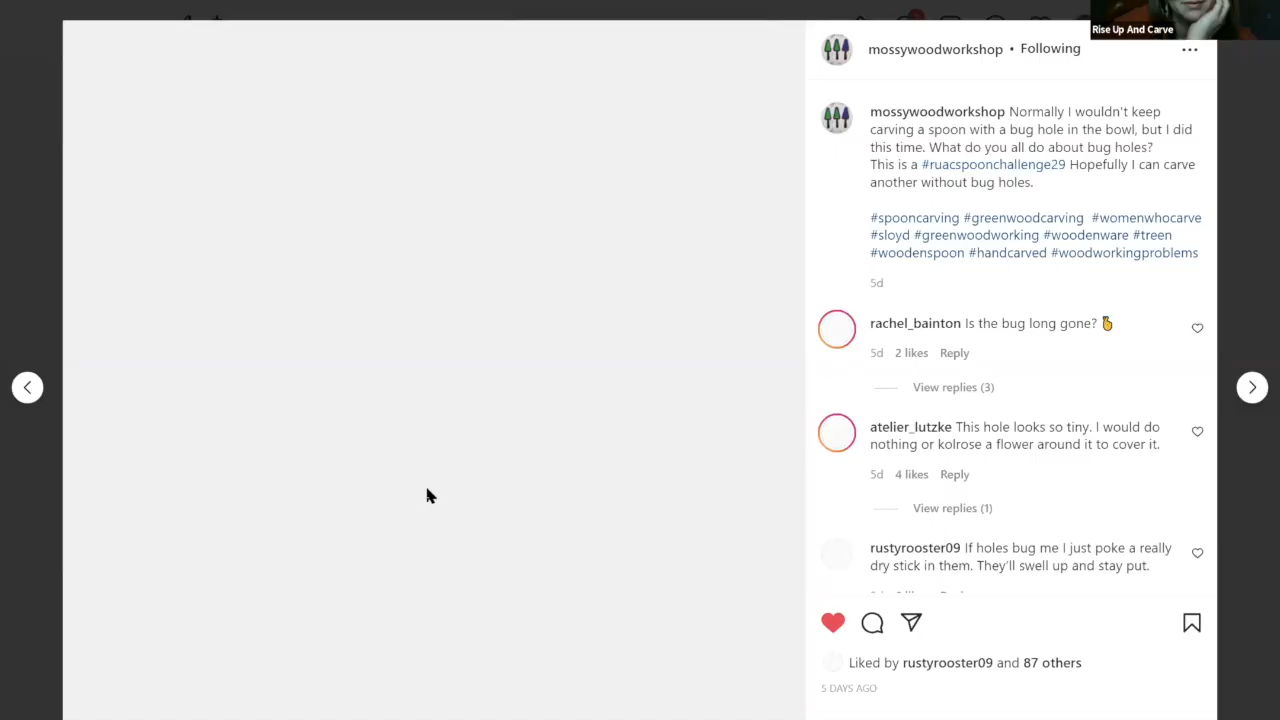 Rise Up And Carve
mossywoodworkshop • Following
mossywoodworkshop Normally I wouldn't keep
carving a spoon with a bug hole in the bowl, but I did
this time. What do you all do about bug holes?
This is a #ruacspoonchallenge29 Hopefully I can carve
another without bug holes.
#spooncarving #greenwoodcarving #womenwhocarve
#sloyd #greenwoodworking #woodenware #treen
#woodenspoon #handcarved #woodworkingproblems
5d
rachel_bainton Is the bug long gone?
5d 2 likes Reply
View replies (3)
atelier_lutzke This hole looks so tiny. I would do
nothing or kolrose a flower around it to cover it.
5d 4 likes Reply
View replies (1)
rustyrooster09 If holes bug me I just poke a really
dry stick in them. They'll swell up and stay put.
Liked by rustyrooster09 and 87 others
5 DAYS AGO